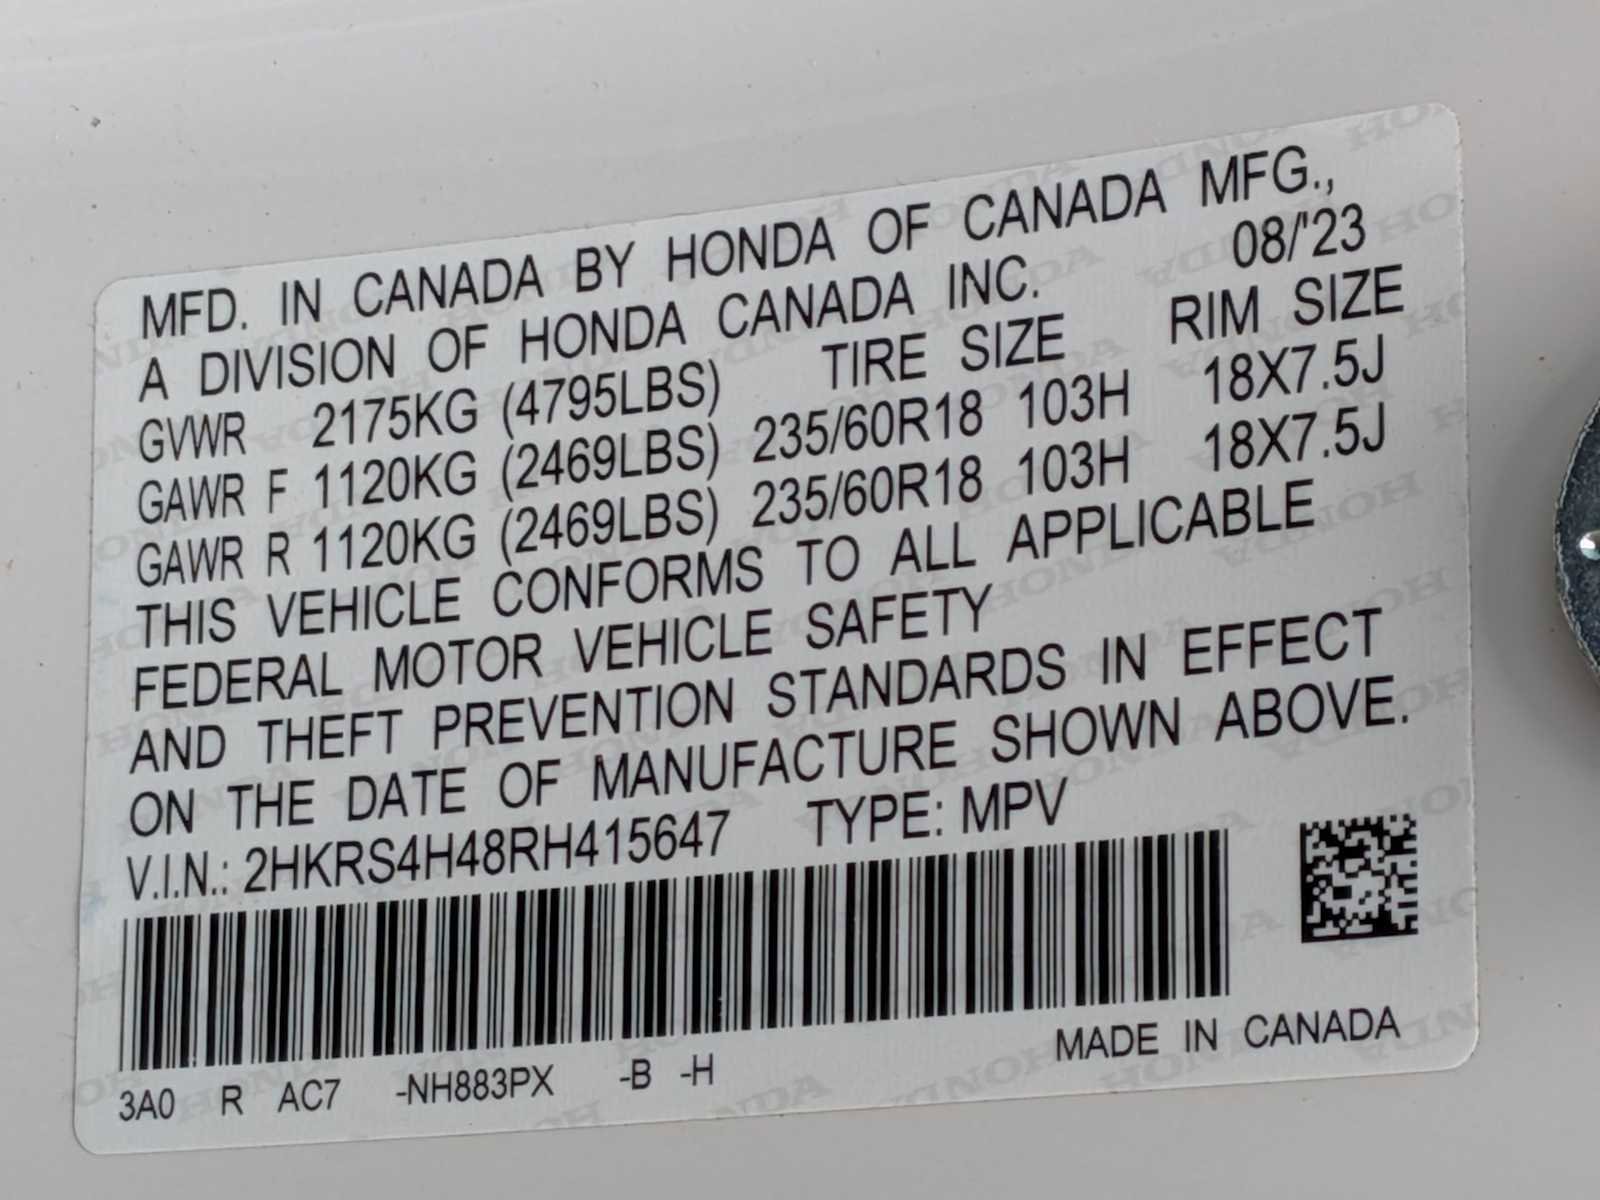 MFD. IN CANADA BY HONDA OF CANADA MFG.,
A DIVISION OF HONDA CANADA INC. 08/'23
GVWR 2175KG (4795LBS) TIRE SIZE RIM SIZE
GAWR F 1120KG (2469LBS) 235/60R18 103H 18X7.5J
GAWR R 1120KG (2469LBS) 235/60R18 103H 18X7.5J
THIS VEHICLE CONFORMS TO ALL APPLICABLE
FEDERAL MOTOR VEHICLE SAFETY
AND THEFT PREVENTION STANDARDS IN EFFECT
ON THE DATE OF MANUFACTURE SHOWN ABOVE.
V.I.N.: 2HKRS4H48RH415647 TYPE: MPV
MADE IN CANADA
3A0 R AC7 -NH883PX -B -H